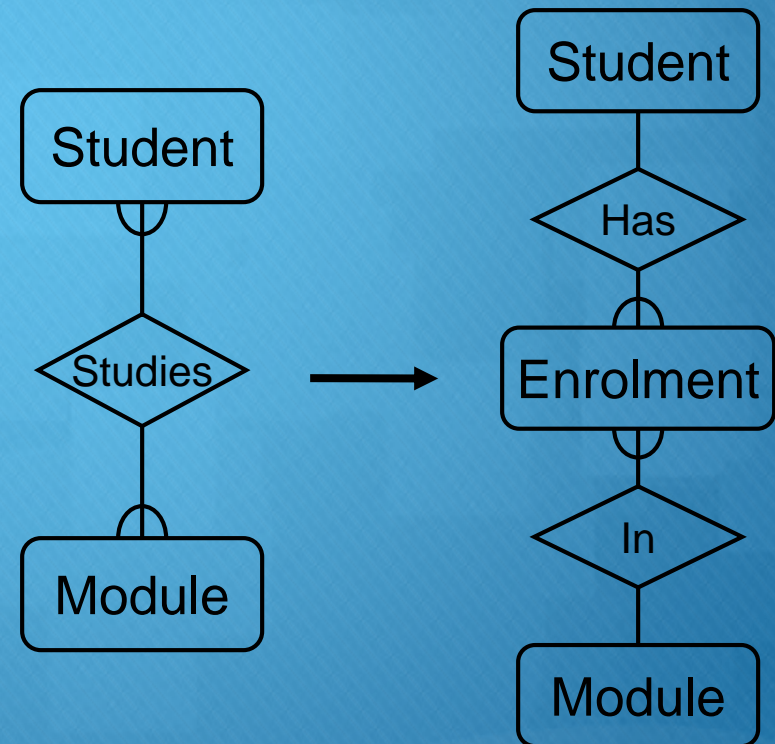 Student
Studies
Module
Student
Has
Enrolment
In
Module